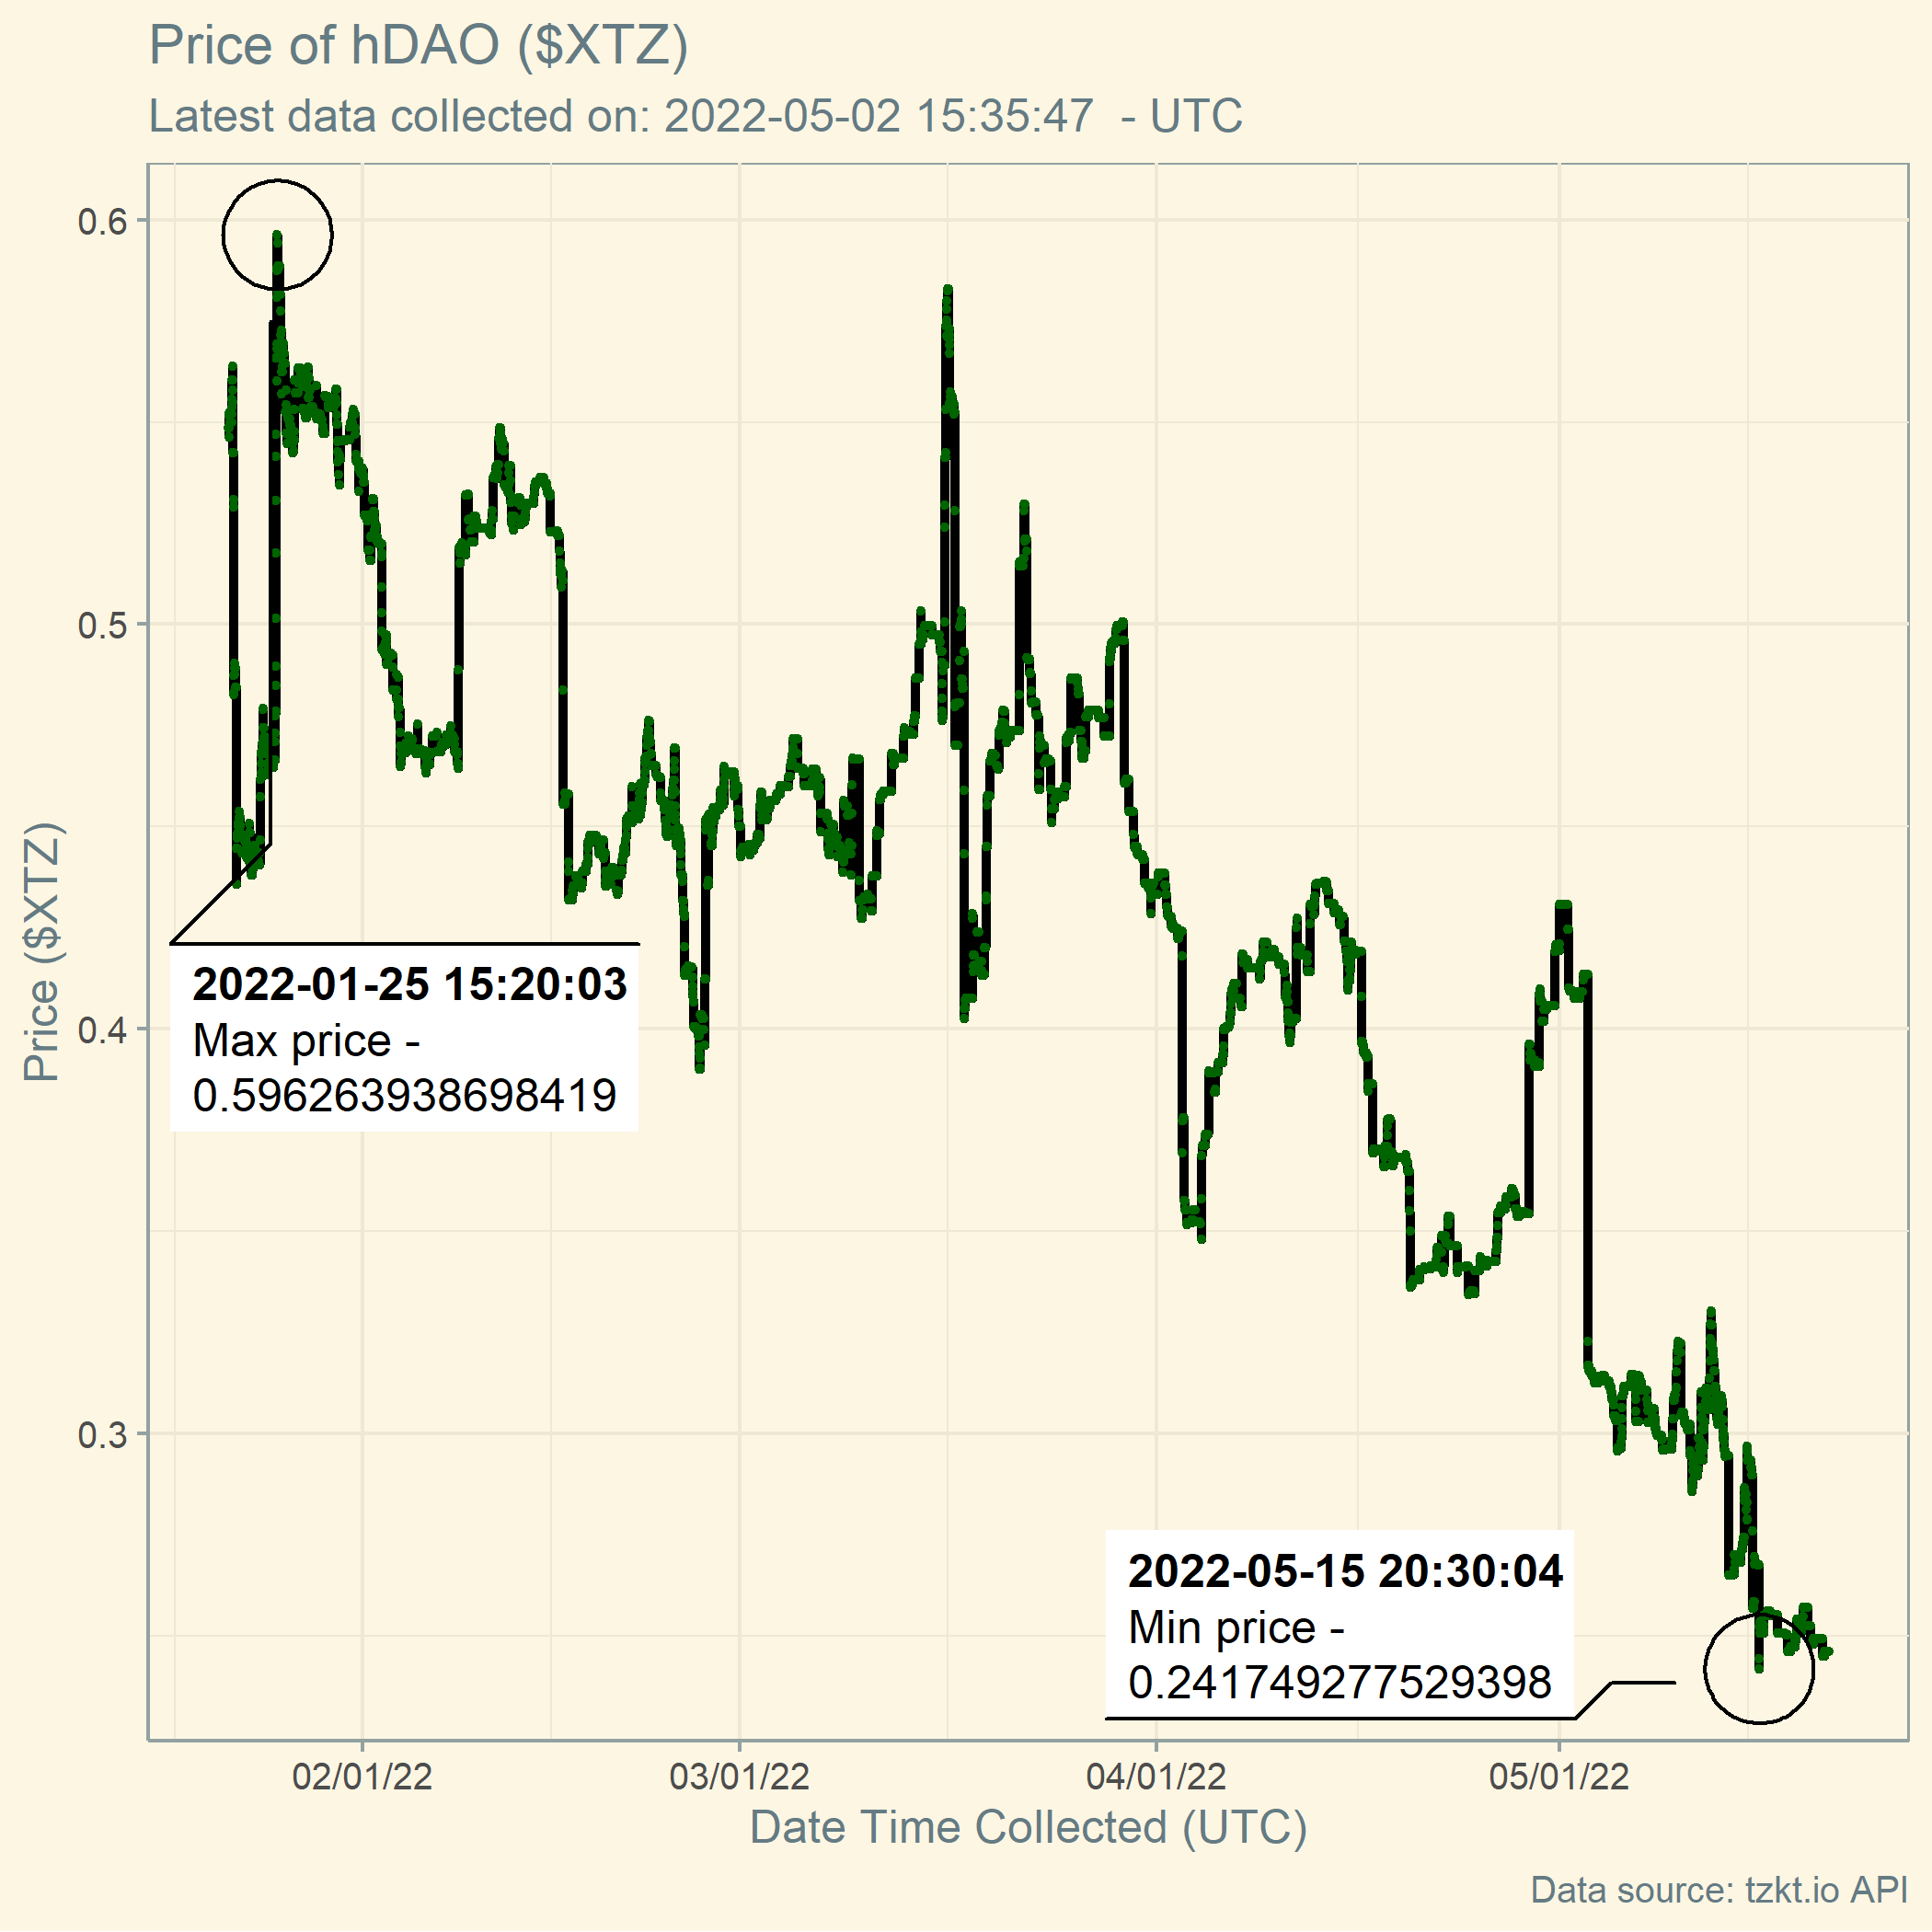 Price of hDAO ($XTZ)
Latest data collected on: 2022-05-02 15:35:47  - UTC
0.6
0.5
0.4
0.3
Price ($XTZ)
2022-01-25 15:20:03
Max price -
0.596263938698419
2022-05-15 20:30:04
Min price -
0.241749277529398
02/01/22
03/01/22
04/01/22
05/01/22
Date Time Collected (UTC)
Data source: tzkt.io API